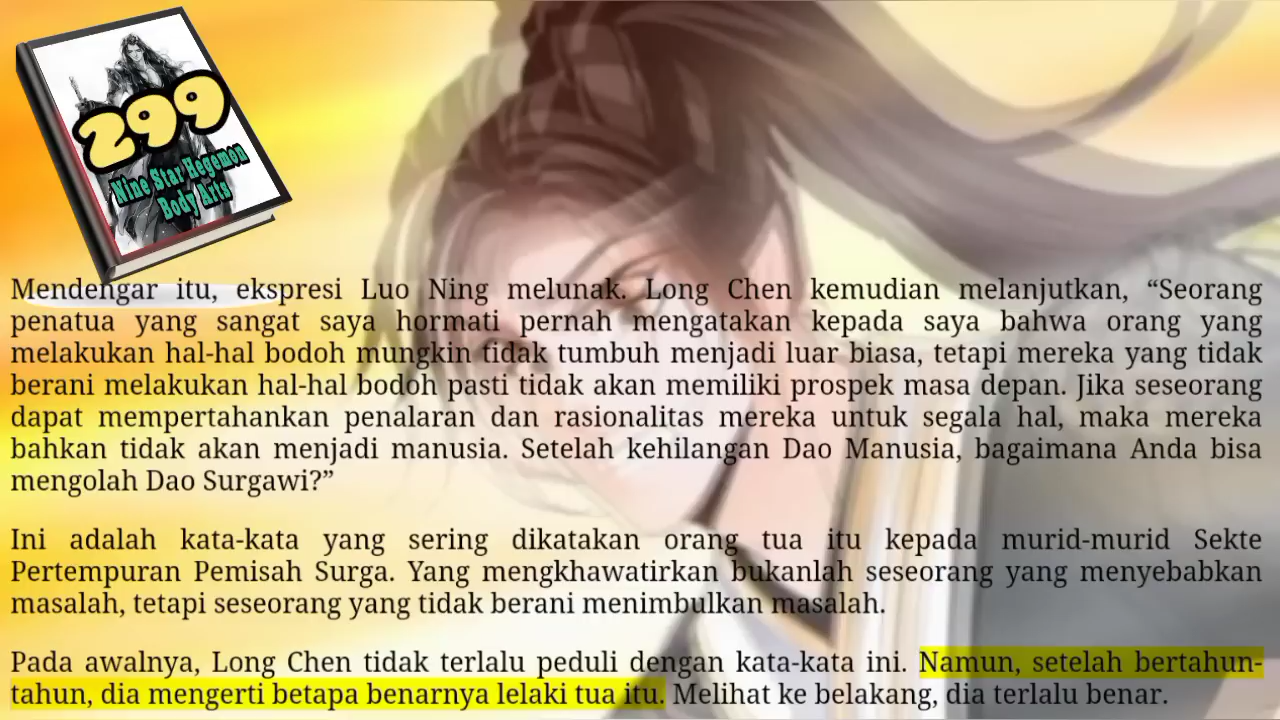 299
Nine Star Hegemon
Body Arts
Mendengar itu, ekspresi Luo Ning melunak. Long Chen kemudian melanjutkan, “Seorang
penatua yang sangat saya hormati pernah mengatakan kepada saya bahwa orang yang
melakukan hal-hal bodoh mungkin tidak tumbuh menjadi luar biasa, tetapi mereka yang tidak
berani melakukan hal-hal bodoh pasti tidak akan memiliki prospek masa depan. Jika seseorang
dapat mempertahankan penalaran dan rasionalitas mereka untuk segala hal, maka mereka
bahkan tidak akan menjadi manusia. Setelah kehilangan Dao Manusia, bagaimana Anda bisa
mengolah Dao Surgawi?”
Ini adalah kata-kata yang sering dikatakan orang tua itu kepada murid-murid Sekte
Pertempuran Pemisah Surga. Yang mengkhawatirkan bukanlah seseorang yang menyebabkan
masalah, tetapi seseorang yang tidak berani menimbulkan masalah.
Pada awalnya, Long Chen tidak terlalu peduli dengan kata-kata ini. Namun, setelah bertahun-
tahun, dia mengerti betapa benarnya lelaki tua itu. Melihat ke belakang, dia terlalu benar.